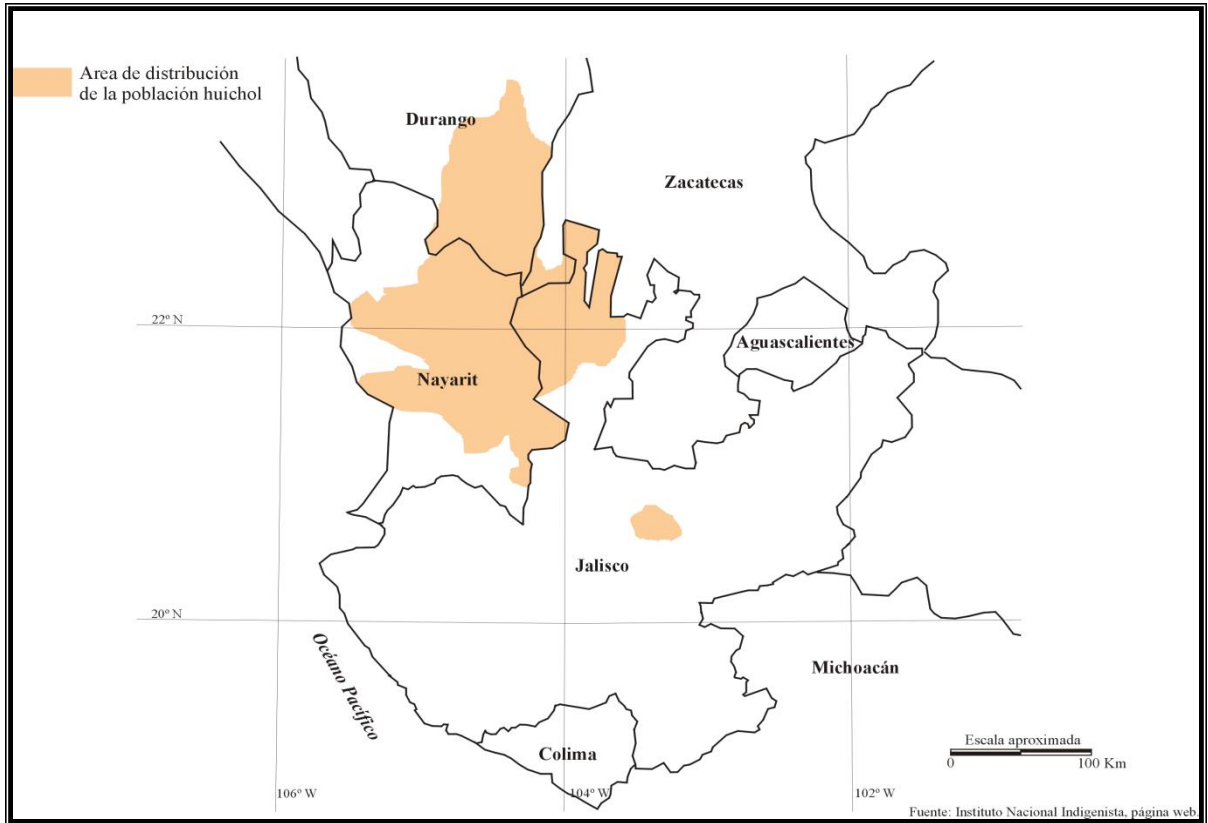 Area de distribución
de la población huichol
Durango
Zacatecas
22º N
Aguascalientes
Nayarit
Jalisco
20º N
Océano Pacífico
Michoacán
Escala aproximada
0 100 Km
Colima
106º W
104º W
102º W
Fuente: Instituto Nacional Indigenista, página web.